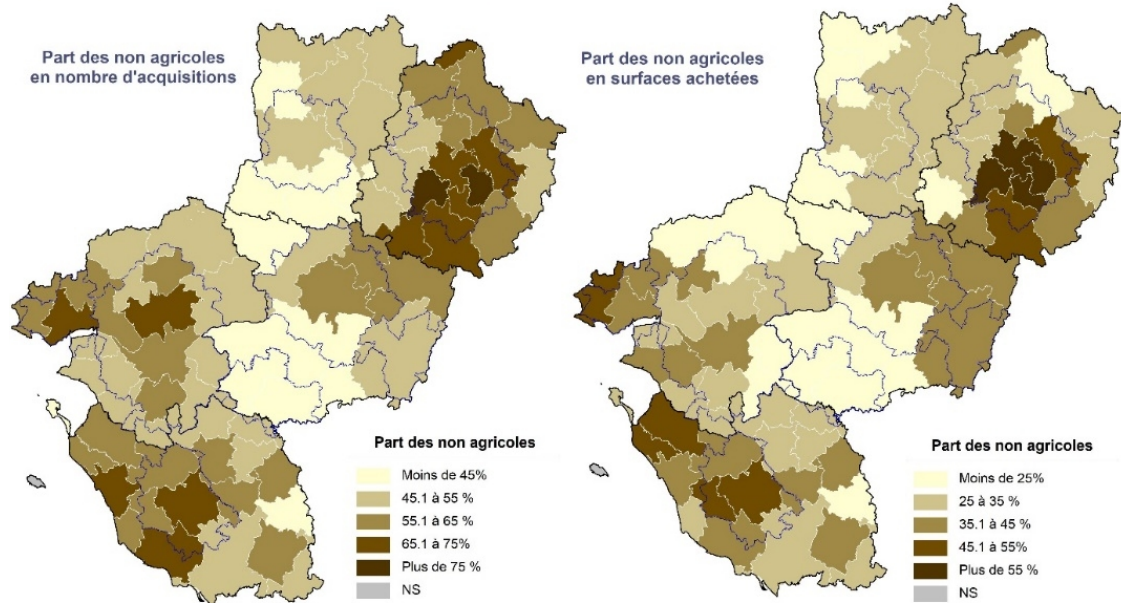 Part des non agricoles
en nombre d'acquisitions
Part des non agricoles
Moins de 45%
45.1 à 55 %
55.1 à 65 %
65.1 à 75%
Plus de 75 %
NS
Part des non agricoles
en surfaces achetées
Part des non agricoles
Moins de 25%
25 à 35 %
35.1 à 45 %
45.1 à 55%
Plus de 55 %
NS